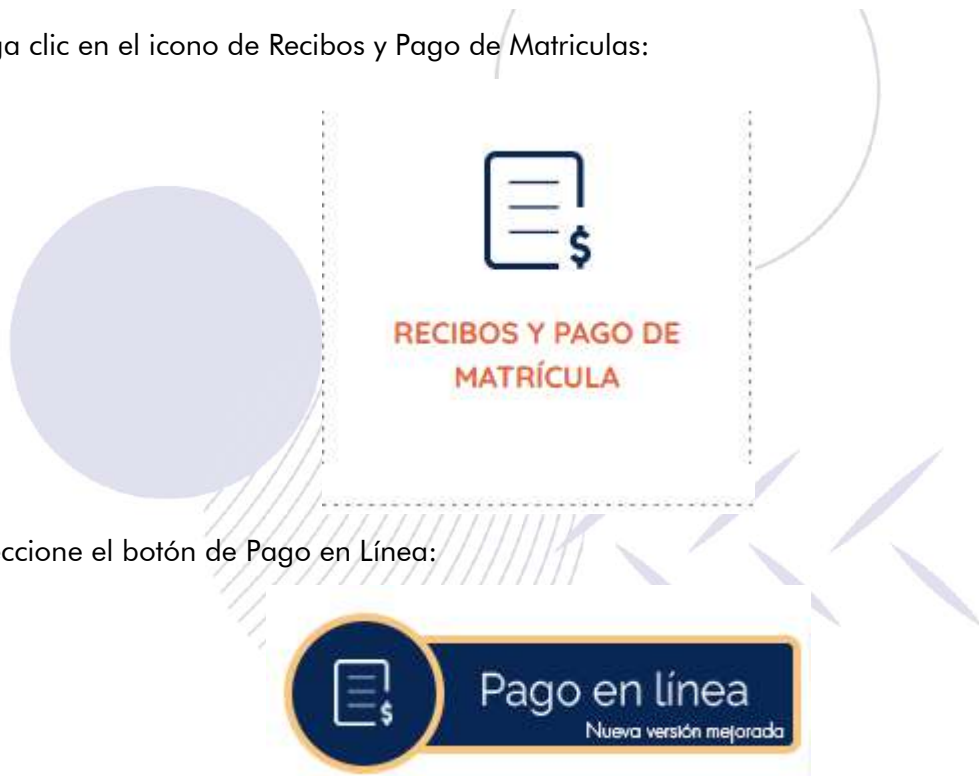 ga clic en el icono de Recibos y Pago de Matriculas:
$
RECIBOS Y PAGO DE
MATRÍCULA
eccione el botón de Pago en Línea:
$
Pago en línea
Nueva versión mejorada